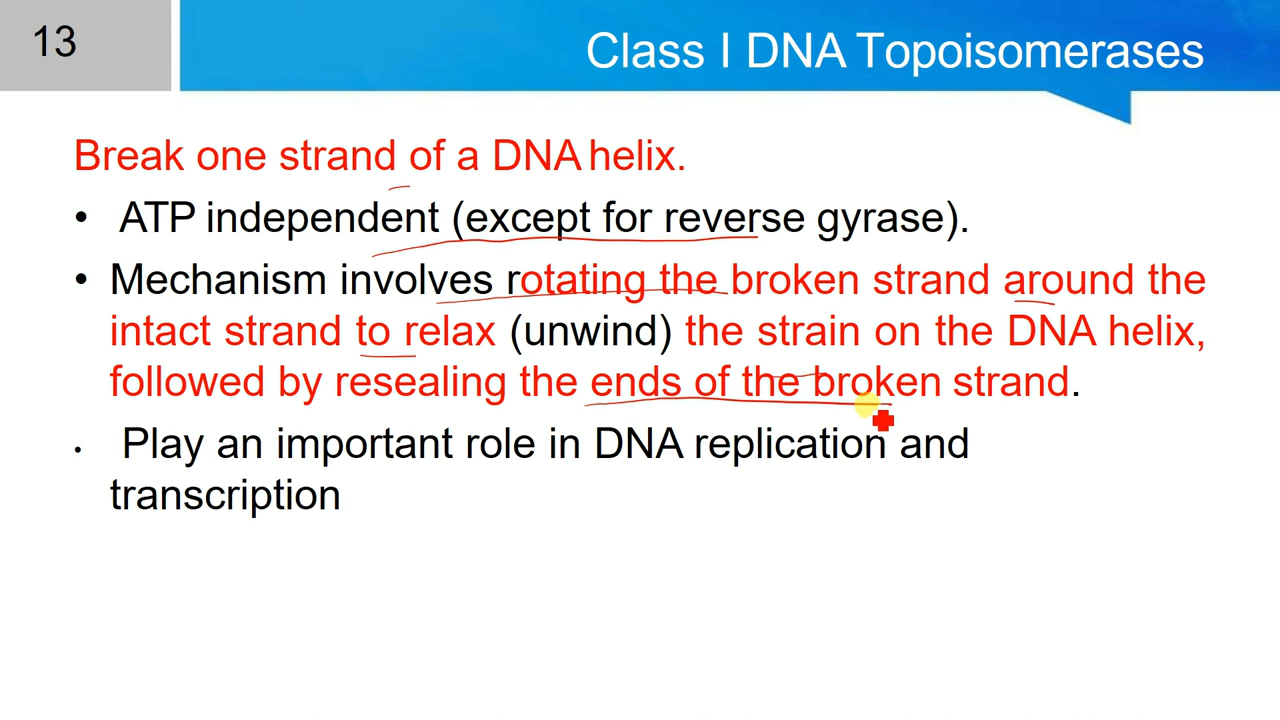 13
Class I DNA Topoisomerases
Break one strand of a DNA helix.
• ATP independent (except for reverse gyrase).
• Mechanism involves rotating the broken strand around the
intact strand to relax (unwind) the strain on the DNA helix,
followed by resealing the ends of the broken strand.
• Play an important role in DNA replication and
transcription